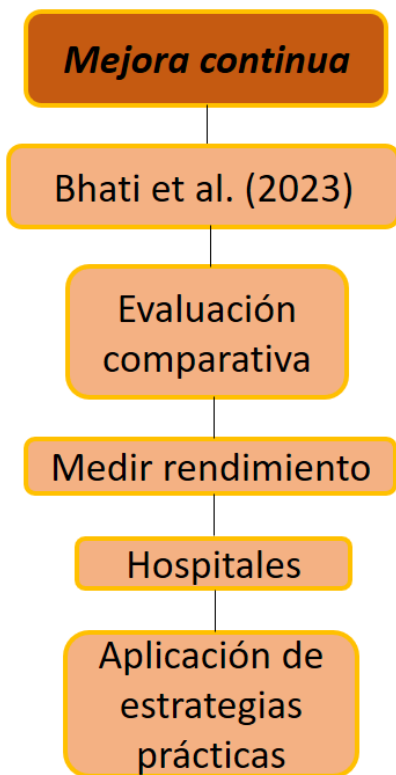 Mejora continua
Bhati et al. (2023)
Evaluación
comparativa
Medir rendimiento
Hospitales
Aplicación de
estrategias
prácticas